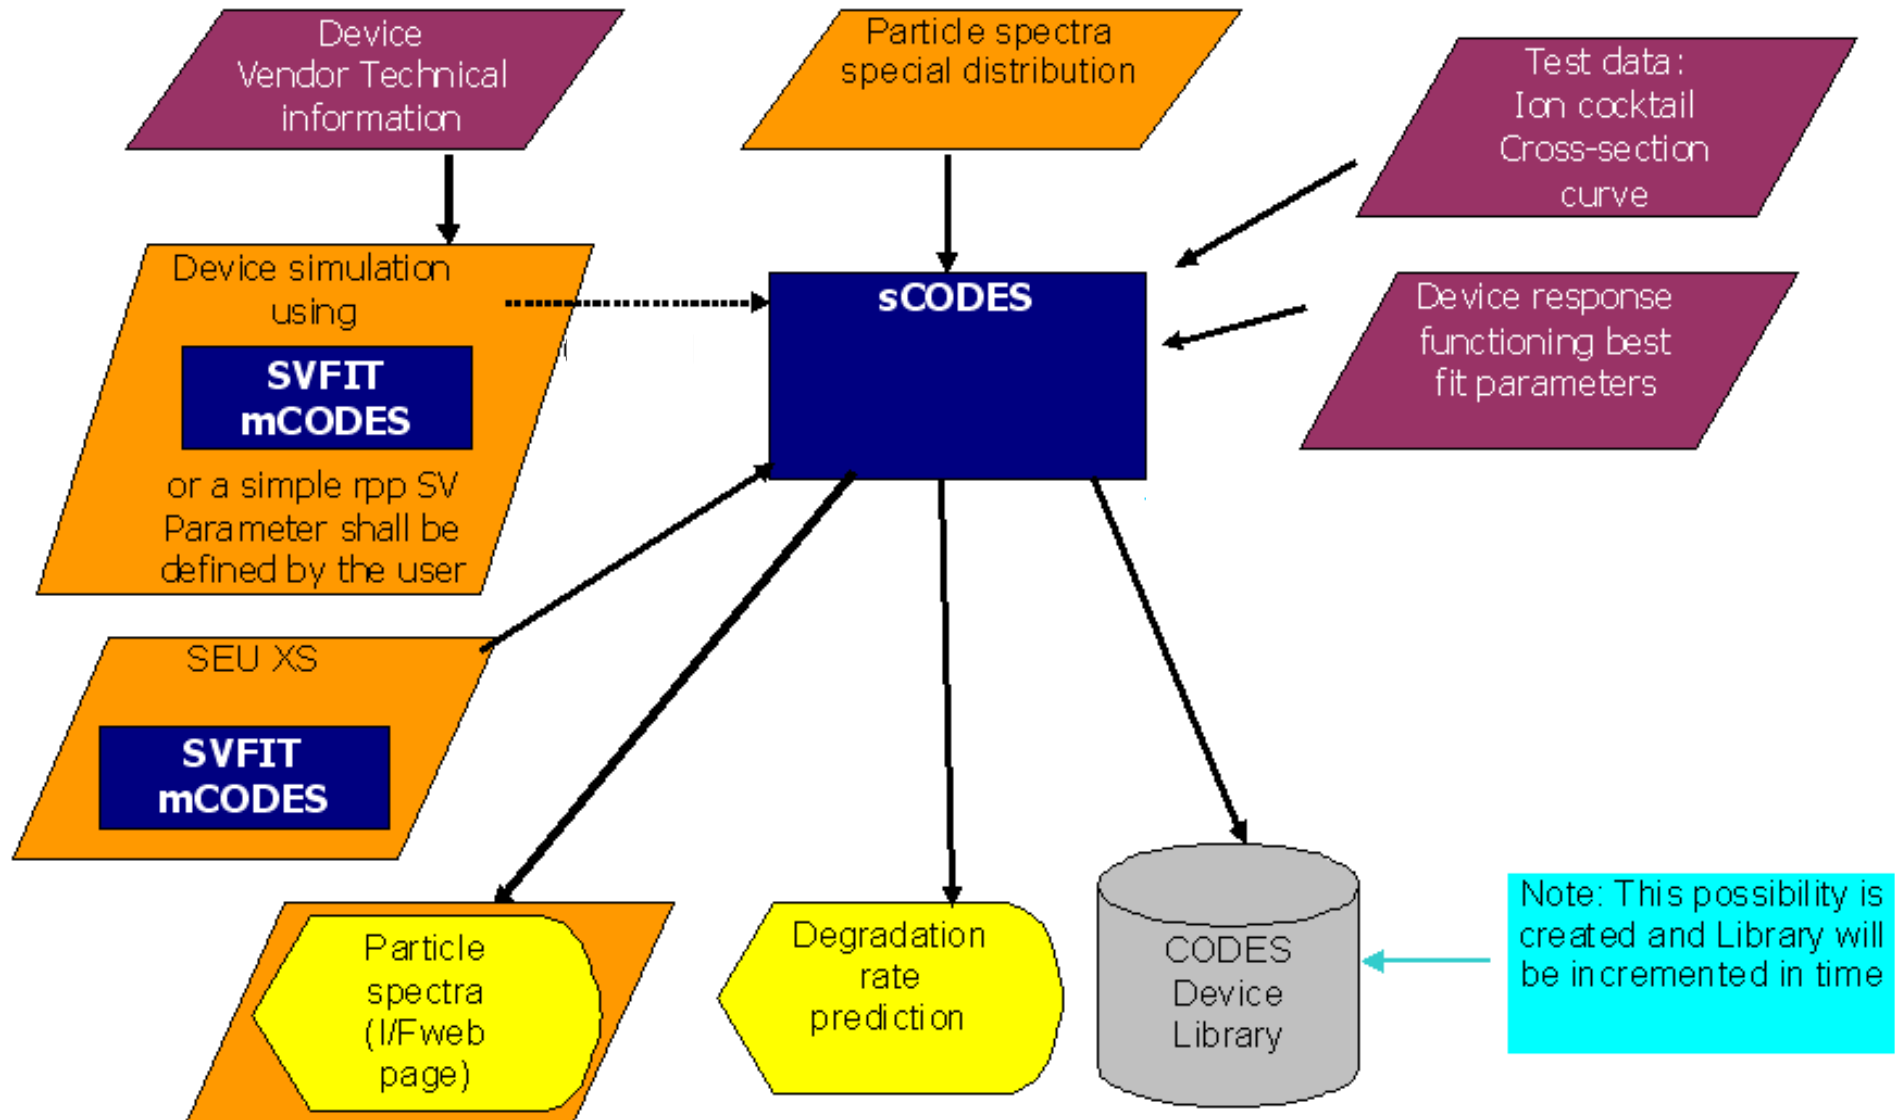 Device
Vendor Technical
information
Particle spectra
special distribution
Test data:
Ion cocktail
Cross-section
curve
Device simulation
using
SVFIT
mCODES
or a simple rpp SV
Parameter shall be
defined by the user
sCODES
Device response
functioning best
fit parameters
SEU XS
SVFIT
mCODES
Particle
spectra
(I/Fweb
page)
Degradation
rate
prediction
CODES
Device
Library
Note: This possibility is
created and Library will
be incremented in time